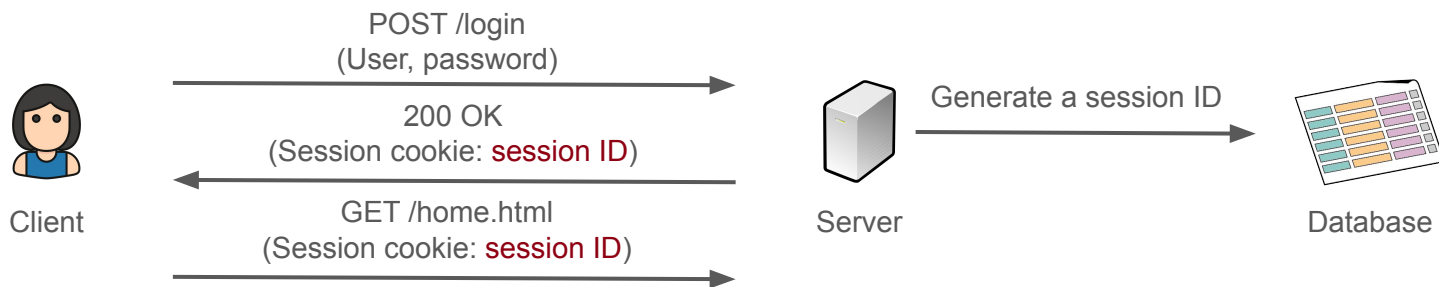 POST /login
(User, password)
200 OK
(Session cookie: session ID)
GET /home.html
(Session cookie: session ID)
Client
Server
Generate a session ID
Database